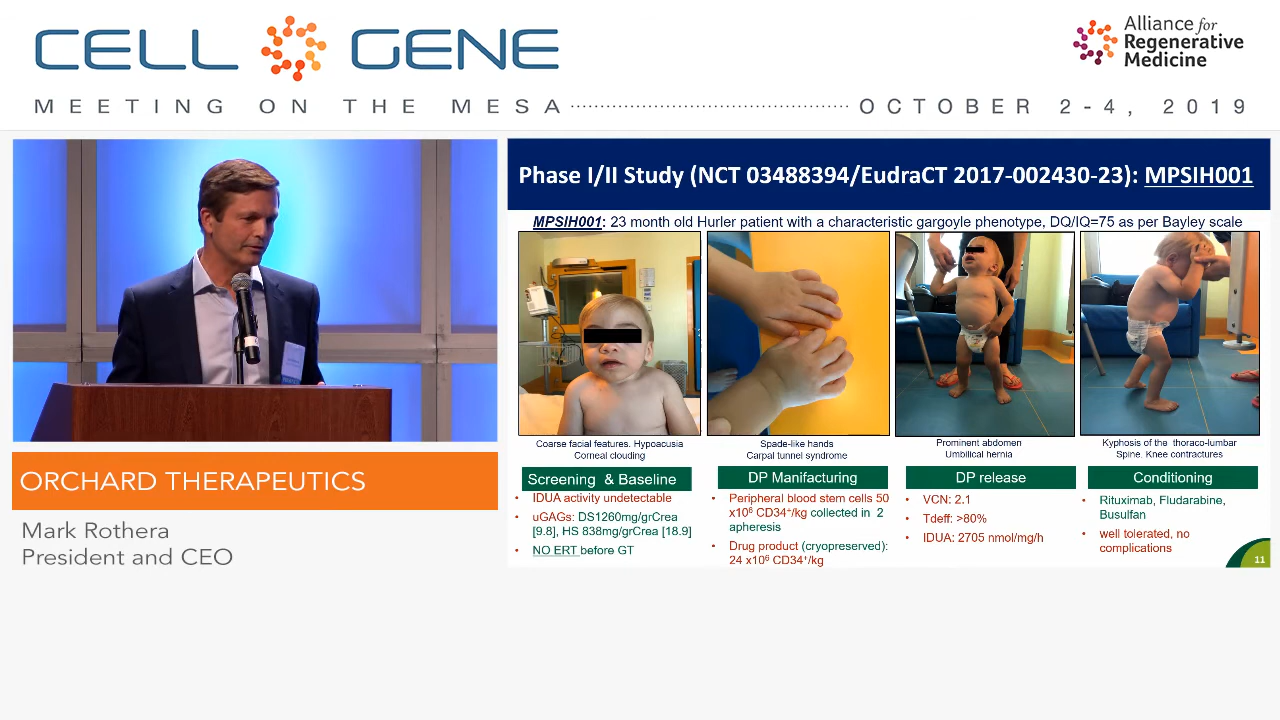 CELL GENE
Alliance for
Regenerative
Medicine
MEETING ON THE MESA OCTOBER 2-4, 2019
Phase I/II Study (NCT 03488394/EudraCT 2017-002430-23): MPSIH001
MPSIH001: 23 month old Hurler patient with a characteristic gargoyle phenotype, DQ/IQ=75 as per Bayley scale
Coarse facial features. Hypoacusia
Corneal clouding
Spade-like hands
Carpal tunnel syndrome
Prominent abdomen
Umbilical hernia
Kyphosis of the thoraco-lumbar
Spine. Knee contractures
Screening & Baseline
• IDUA activity undetectable
• uGAGs: DS1260mg/grCrea
[9.8], HS 838mg/grCrea [18.9]
• NO ERT before GT
DP Manifacturing
• Peripheral blood stem cells 50
x10⁶ CD34⁺/kg collected in 2
apheresis
• Drug product (cryopreserved):
24 x10⁶ CD34⁺/kg
DP release
• VCN: 2.1
• Tdeff: >80%
• IDUA: 2705 nmol/mg/h
Conditioning
• Rituximab, Fludarabine,
Busulfan
• well tolerated, no
complications
11
ORCHARD THERAPEUTICS
Mark Rothera
President and CEO